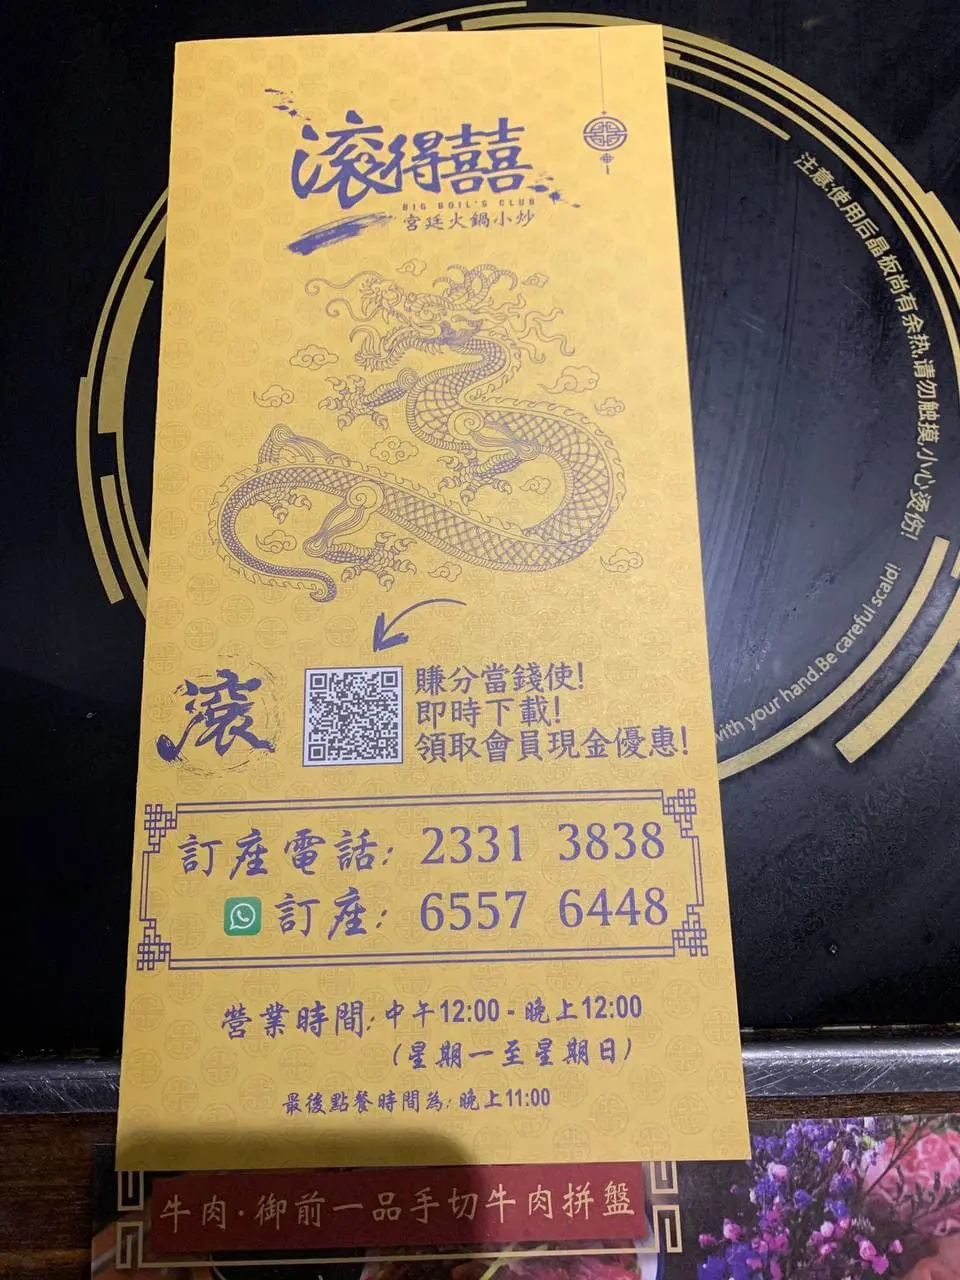 滾得囍
BIG BOIL'S CLUB
宮廷火鍋小炒
滾
賺分當錢使!
即時下載!
領取會員現金優惠!
訂座電話: 2331 3838
訂座: 6557 6448
營業時間: 中午12:00 - 晚上12:00
(星期一至星期日)
最後點餐時間為: 晚上11:00
牛肉·御前一品手切牛肉拼盤
注意:使用后晶板尚有余热,请勿触摸,小心烫伤!
with your hand.Be careful scald!